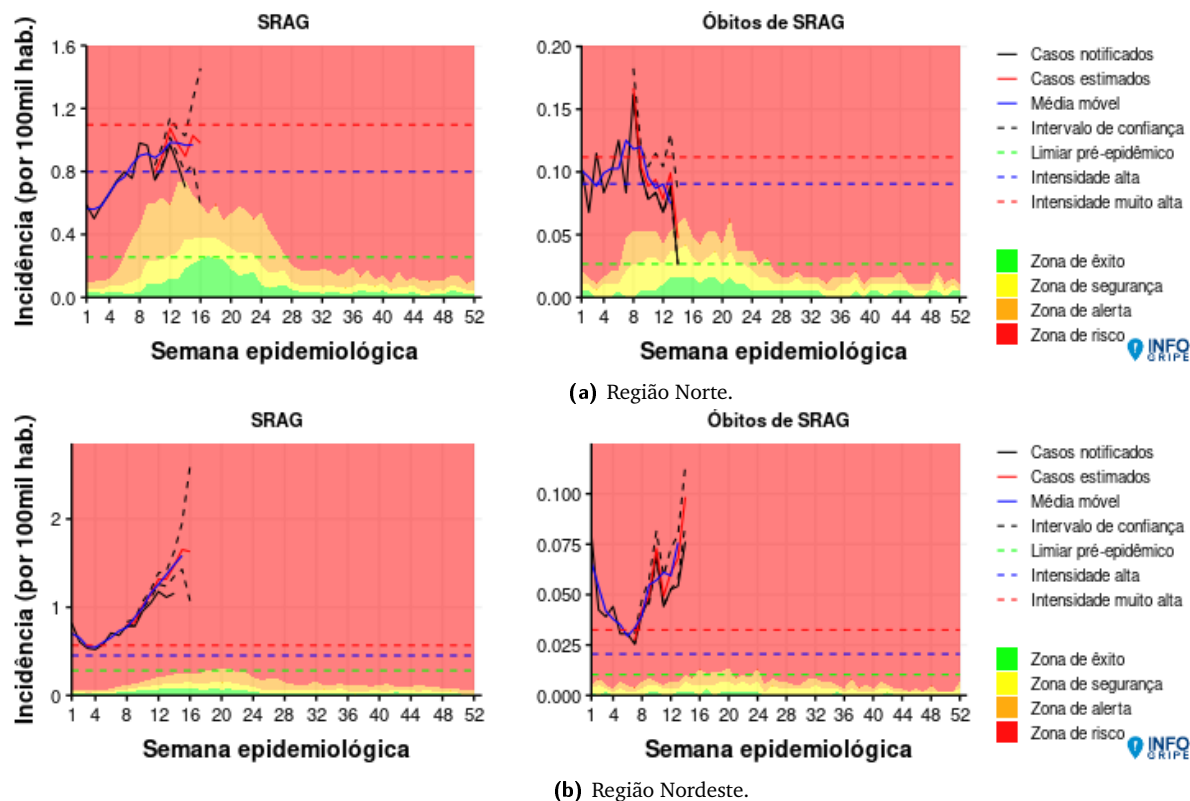 SRAG
Óbitos de SRAG
Incidência (por 100mil hab.)
1.6
1.2
0.8
0.4
0.0
1 4 8 12 16 20 24 28 32 36 40 44 48 52
Semana epidemiológica
0.20
0.15
0.10
0.05
0.00
1 4 8 12 16 20 24 28 32 36 40 44 48 52
Semana epidemiológica
Casos notificados
Casos estimados
Média móvel
Intervalo de confiança
Limiar pré-epidêmico
Intensidade alta
Intensidade muito alta
Zona de êxito
Zona de segurança
Zona de alerta
Zona de risco
INFO
GRIPE
(a) Região Norte.
SRAG
Óbitos de SRAG
Incidência (por 100mil hab.)
2
1
0
1 4 8 12 16 20 24 28 32 36 40 44 48 52
Semana epidemiológica
0.100
0.075
0.050
0.025
0.000
1 4 8 12 16 20 24 28 32 36 40 44 48 52
Semana epidemiológica
Casos notificados
Casos estimados
Média móvel
Intervalo de confiança
Limiar pré-epidêmico
Intensidade alta
Intensidade muito alta
Zona de êxito
Zona de segurança
Zona de alerta
Zona de risco
INFO
GRIPE
(b) Região Nordeste.